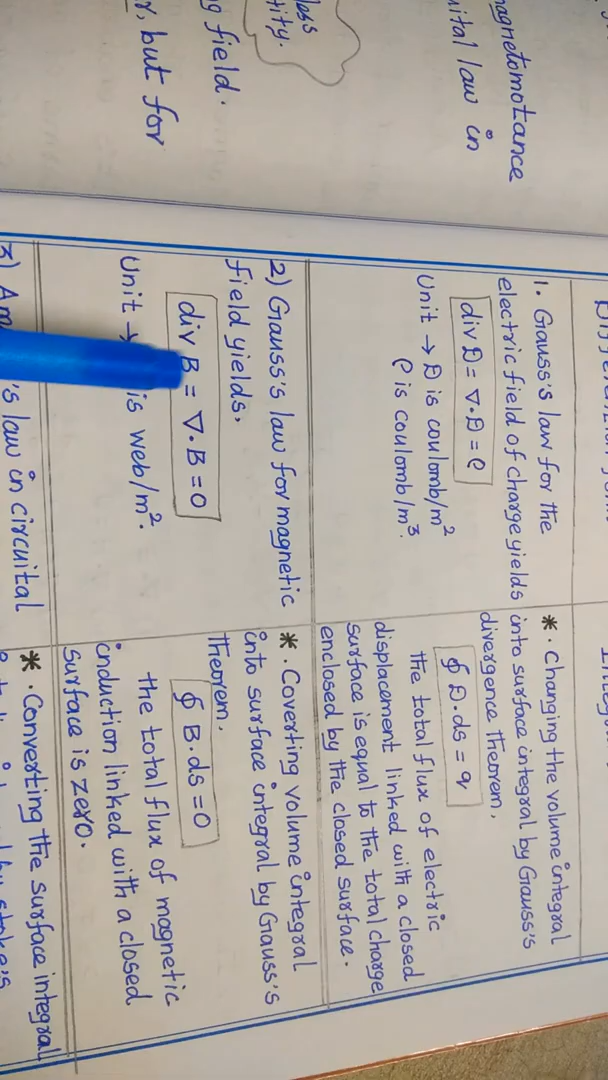 magnetomotance
law in
field.
, but for
1. Gauss's law for the
electric field of charge yields
div D = ∇. D = ρ
Unit → D is coulomb/m²
ρ is coulomb/m³.
*. Changing the volume integral
into surface integral by Gauss's
divergence theorem,
∮ D. ds = q
the total flux of electric
displacement linked with a closed
surface is equal to the total charge
enclosed by the closed surface.
2) Gauss's law for magnetic
field yields,
div B = ∇. B = 0
Unit → is web/m².
*. Coverting volume integral
into surface integral by Gauss's
theorem,
∮ B. ds = 0
the total flux of magnetic
induction linked with a closed
surface is zero.
3) 's law in circuital
*. Converting the surface integral
by stoke's